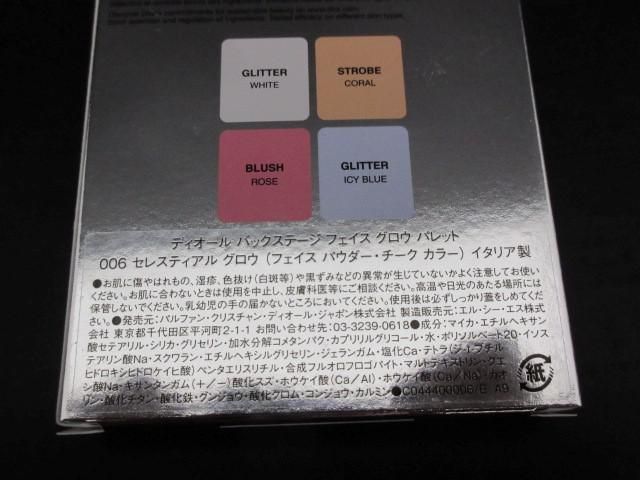 Discover Dior's commitments for sustainable beauty on www.dior.com.
GLITTER
WHITE
STROBE
CORAL
BLUSH
ROSE
GLITTER
ICY BLUE
ディオール バックステージ フェイス グロウ パレット
006 セレスティアル グロウ (フェイス パウダー・チーク カラー) イタリア製
●お肌に傷やはれもの、湿疹、色抜け(白斑等)や黒ずみなどの異常が生じていないかよく注意してお使い
ください。お肌に合わないときは使用を中止し、皮膚科医等にご相談ください。高温や日光のあたる場所には
保管しないでください。乳幼児の手の届かないところにおいてください。使用後は必ずしっかり蓋をしめてくだ
さい。●発売元:パルファン・クリスチャン・ディオール・ジャポン株式会社 製造販売元:エル・シー・エス株式
会社 東京都千代田区平河町2-1-1 お問い合わせ先:03-3239-0618●成分:マイカ・エチルヘキサン
酸セテアリル・シリカ・グリセリン・加水分解コメタンパク・カプリリルグリコール・水・ポリソルベート20・イソス
テアリン酸Na・スクワラン・エチルヘキシルグリセリン・ジェランガム・塩化Ca・テトラ(ジ-t-ブチル
ヒドロキシヒドロケイヒ酸)ペンタエリスリチル・合成フルオロフロゴパイト・マルトデキストリン・クエ
ン酸Na・キサンタンガム (+/-) 酸化スズ・ホウケイ酸(Ca/Al)・ホウケイ酸(Ca/Na)・カオ
リン・酸化チタン・酸化鉄・グンジョウ・酸化クロム・コンジョウ・カルミン●C044400006/E A9
紙